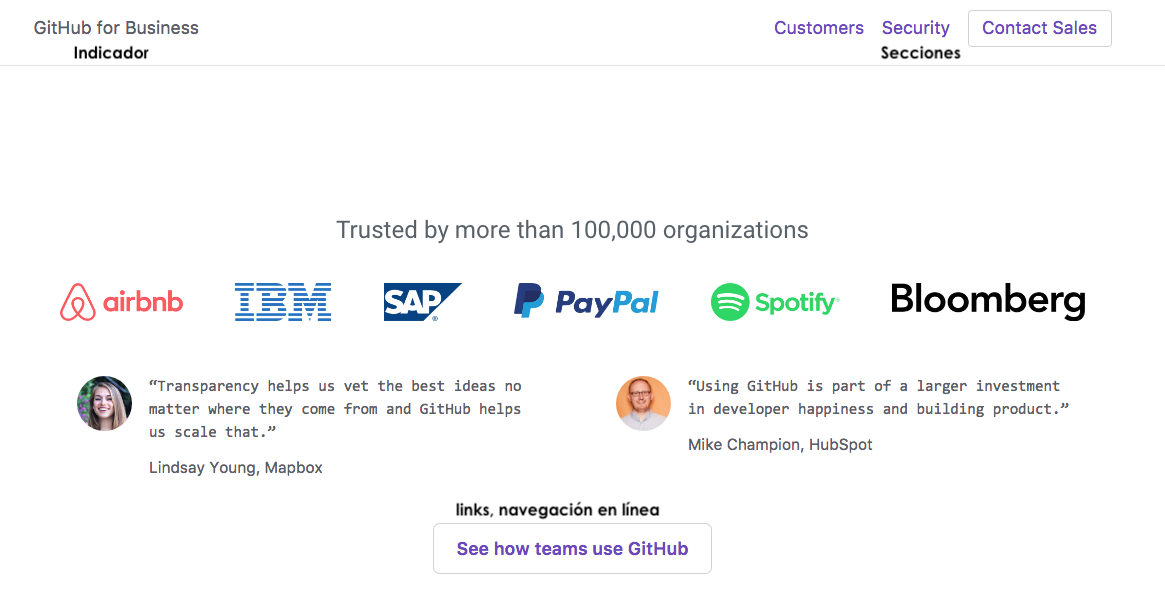 GitHub for Business
Customers Security Contact Sales
Indicador
Secciones
Trusted by more than 100,000 organizations
airbnb IBM SAP® PayPal Spotify Bloomberg
“Transparency helps us vet the best ideas no
matter where they come from and GitHub helps
us scale that.”
Lindsay Young, Mapbox
“Using GitHub is part of a larger investment
in developer happiness and building product.”
Mike Champion, HubSpot
links, navegación en línea
See how teams use GitHub